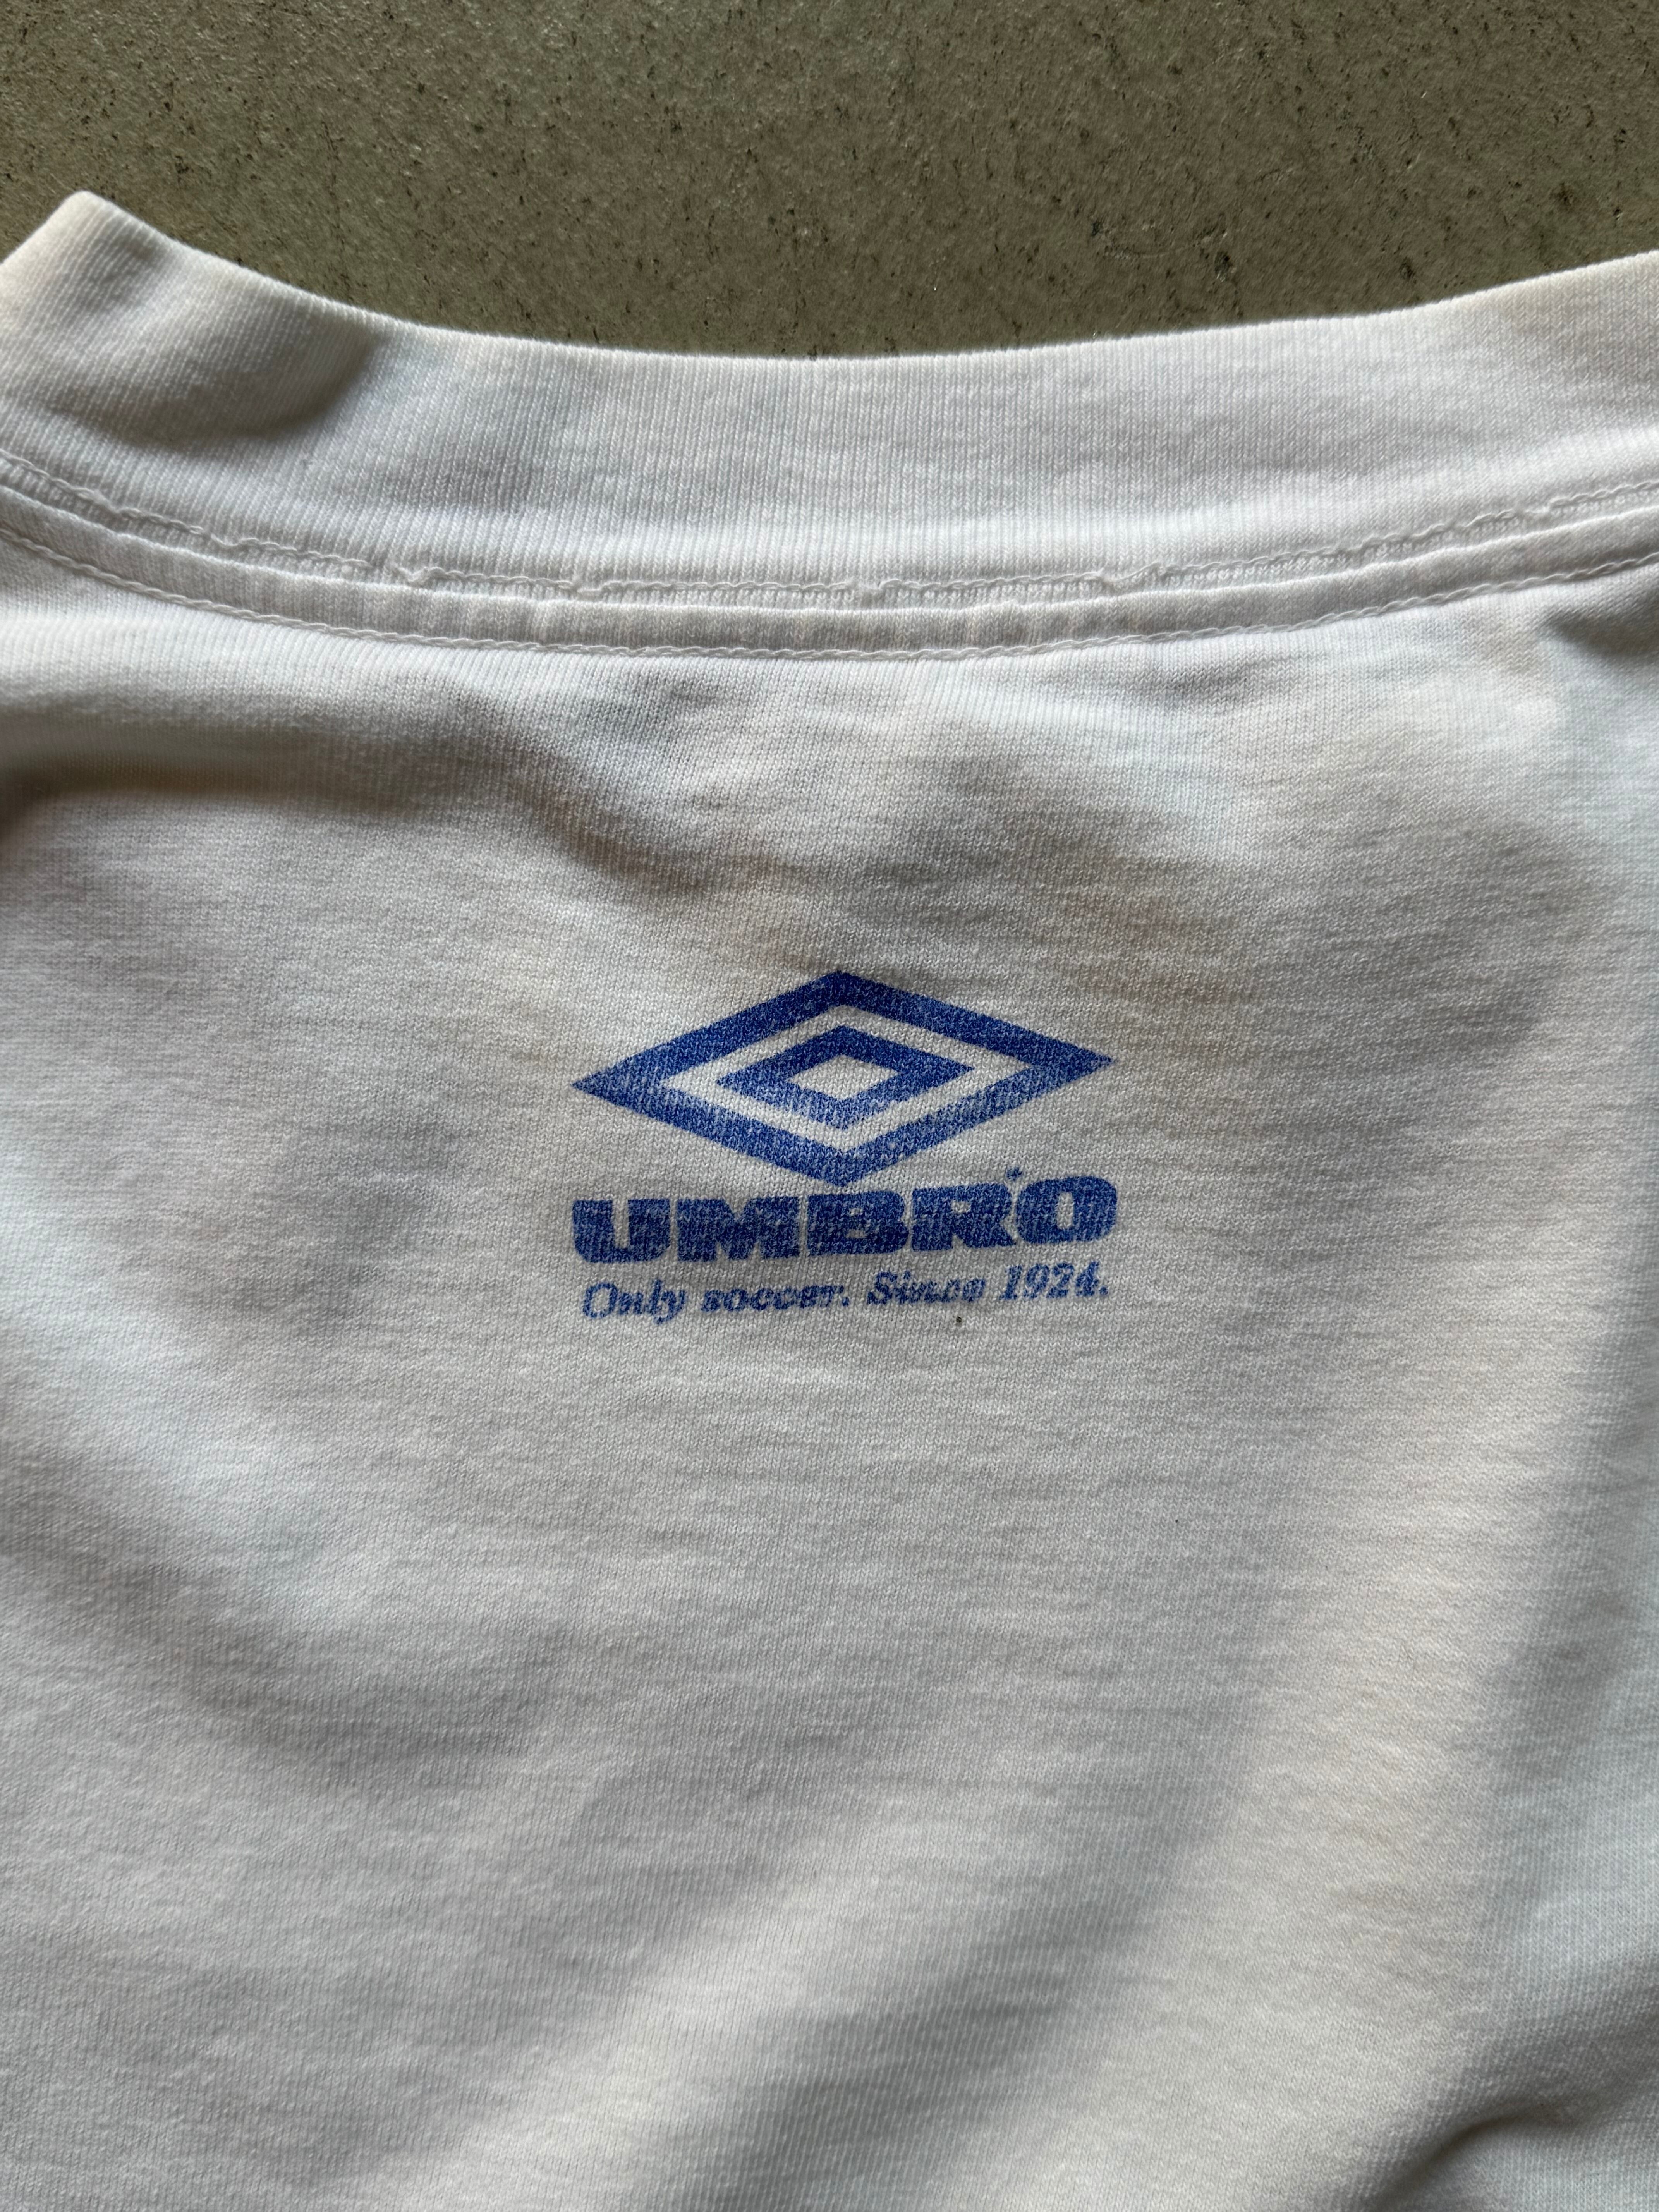 UMBRO
Only soccer. Since 1924.